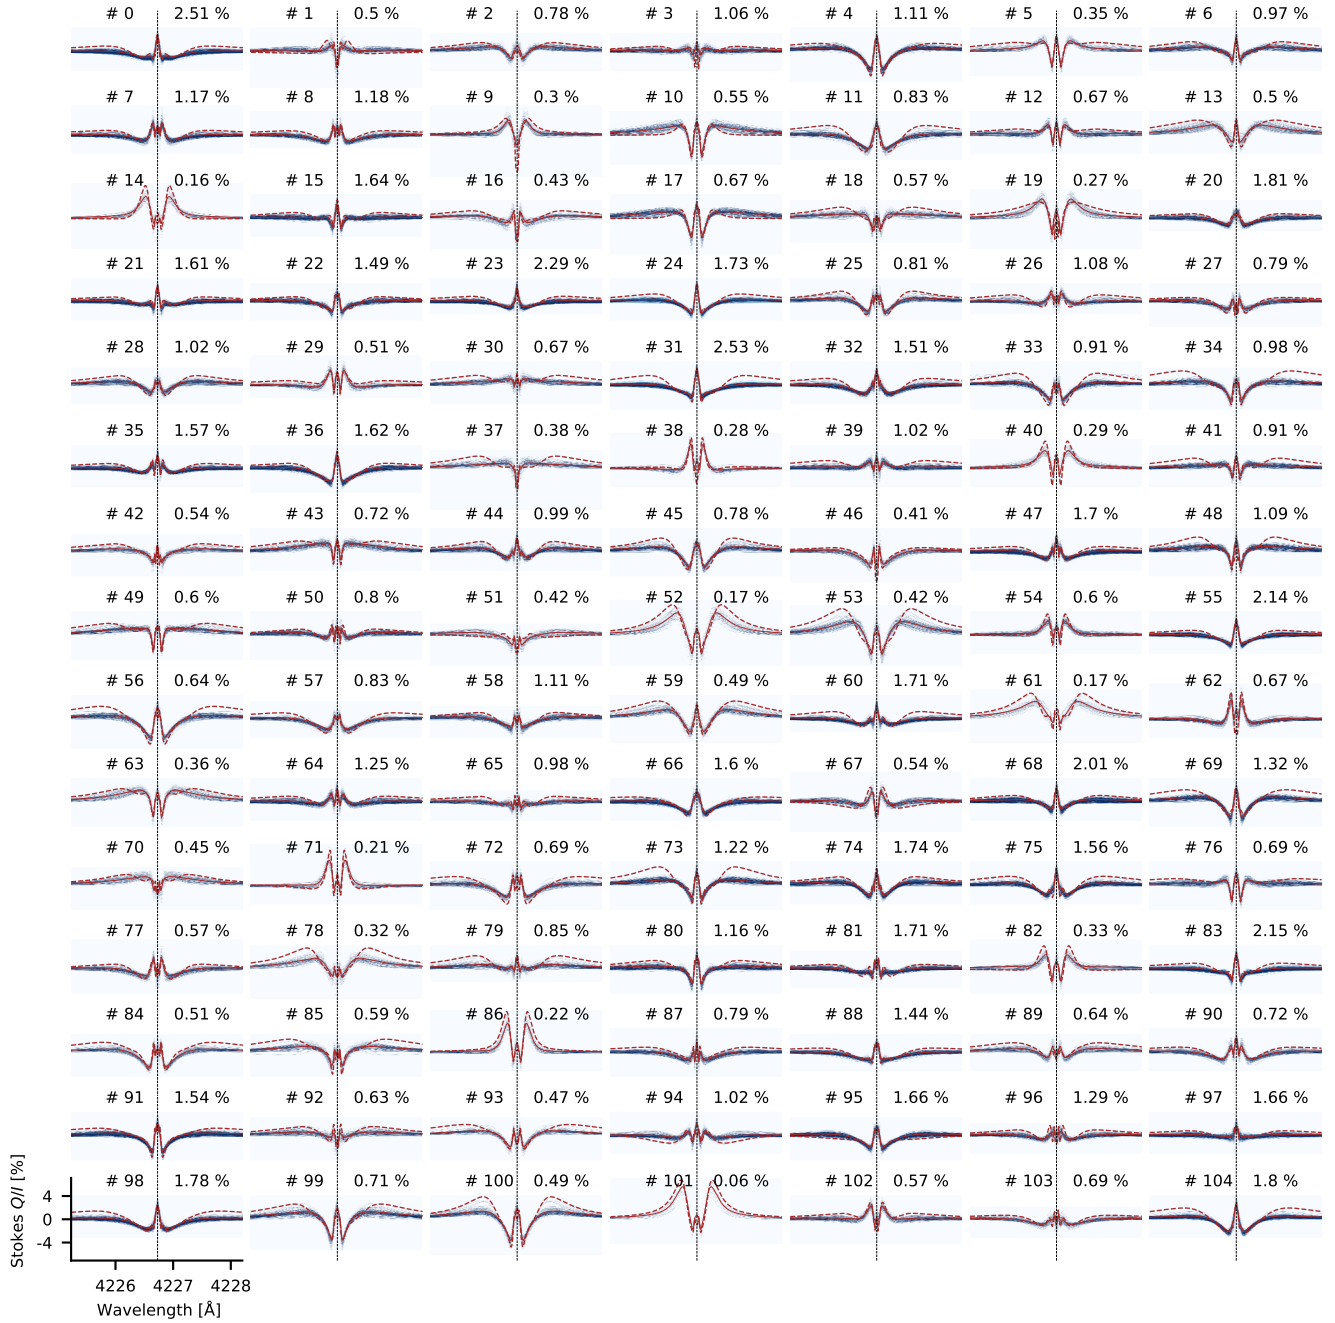 # 0 2.51 % # 1 0.5 % # 2 0.78 % # 3 1.06 % # 4 1.11 % # 5 0.35 % # 6 0.97 %
# 7 1.17 % # 8 1.18 % # 9 0.3 % # 10 0.55 % # 11 0.83 % # 12 0.67 % # 13 0.5 %
# 14 0.16 % # 15 1.64 % # 16 0.43 % # 17 0.67 % # 18 0.57 % # 19 0.27 % # 20 1.81 %
# 21 1.61 % # 22 1.49 % # 23 2.29 % # 24 1.73 % # 25 0.81 % # 26 1.08 % # 27 0.79 %
# 28 1.02 % # 29 0.51 % # 30 0.67 % # 31 2.53 % # 32 1.51 % # 33 0.91 % # 34 0.98 %
# 35 1.57 % # 36 1.62 % # 37 0.38 % # 38 0.28 % # 39 1.02 % # 40 0.29 % # 41 0.91 %
# 42 0.54 % # 43 0.72 % # 44 0.99 % # 45 0.78 % # 46 0.41 % # 47 1.7 % # 48 1.09 %
# 49 0.6 % # 50 0.8 % # 51 0.42 % # 52 0.17 % # 53 0.42 % # 54 0.6 % # 55 2.14 %
# 56 0.64 % # 57 0.83 % # 58 1.11 % # 59 0.49 % # 60 1.71 % # 61 0.17 % # 62 0.67 %
# 63 0.36 % # 64 1.25 % # 65 0.98 % # 66 1.6 % # 67 0.54 % # 68 2.01 % # 69 1.32 %
# 70 0.45 % # 71 0.21 % # 72 0.69 % # 73 1.22 % # 74 1.74 % # 75 1.56 % # 76 0.69 %
# 77 0.57 % # 78 0.32 % # 79 0.85 % # 80 1.16 % # 81 1.71 % # 82 0.33 % # 83 2.15 %
# 84 0.51 % # 85 0.59 % # 86 0.22 % # 87 0.79 % # 88 1.44 % # 89 0.64 % # 90 0.72 %
# 91 1.54 % # 92 0.63 % # 93 0.47 % # 94 1.02 % # 95 1.66 % # 96 1.29 % # 97 1.66 %
# 98 1.78 % # 99 0.71 % # 100 0.49 % # 101 0.06 % # 102 0.57 % # 103 0.69 % # 104 1.8 %
4
0
-4
Stokes Q/I [%]
4226 4227 4228
Wavelength [Å]